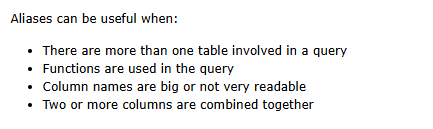 Aliases can be useful when:
• There are more than one table involved in a query
• Functions are used in the query
• Column names are big or not very readable
• Two or more columns are combined together